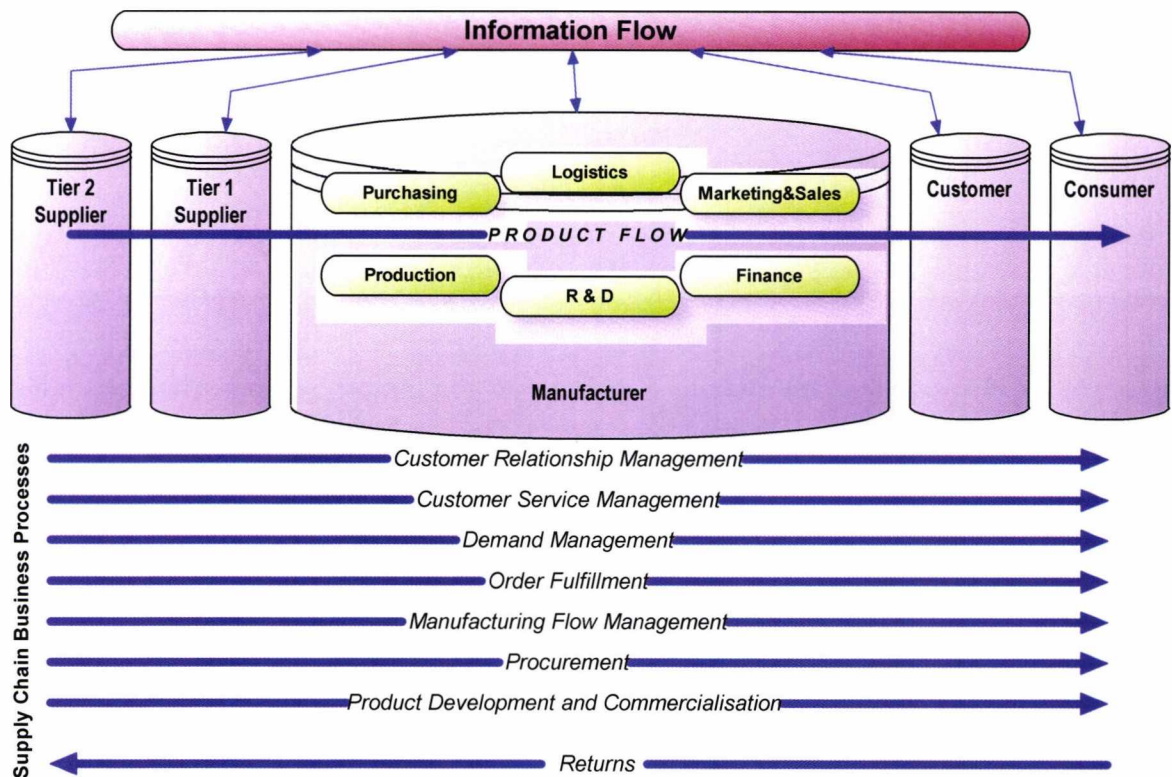 Information Flow
Tier 2
Supplier
Tier 1
Supplier
Purchasing
Logistics
Marketing&Sales
Customer
Consumer
PRODUCT FLOW
Production
R & D
Finance
Manufacturer
Supply Chain Business Processes
Customer Relationship Management
Customer Service Management
Demand Management
Order Fulfillment
Manufacturing Flow Management
Procurement
Product Development and Commercialisation
Returns